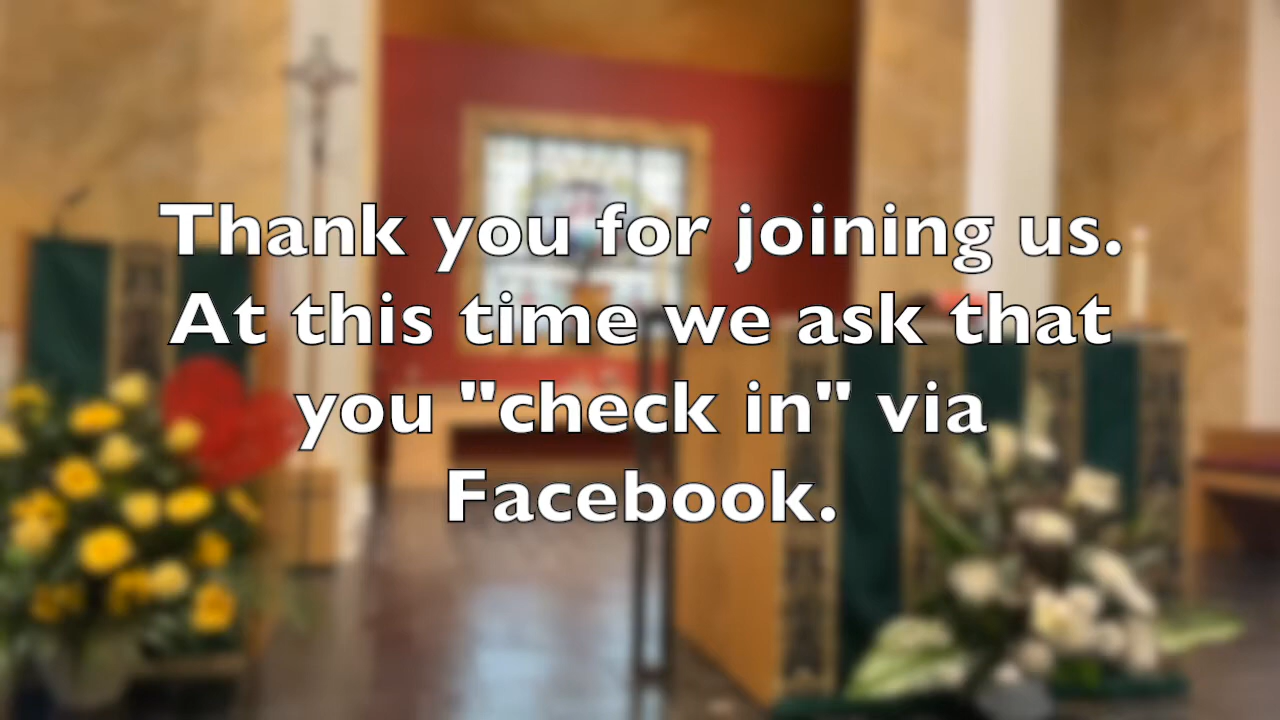 Thank you for joining us.
At this time we ask that
you "check in" via
Facebook.